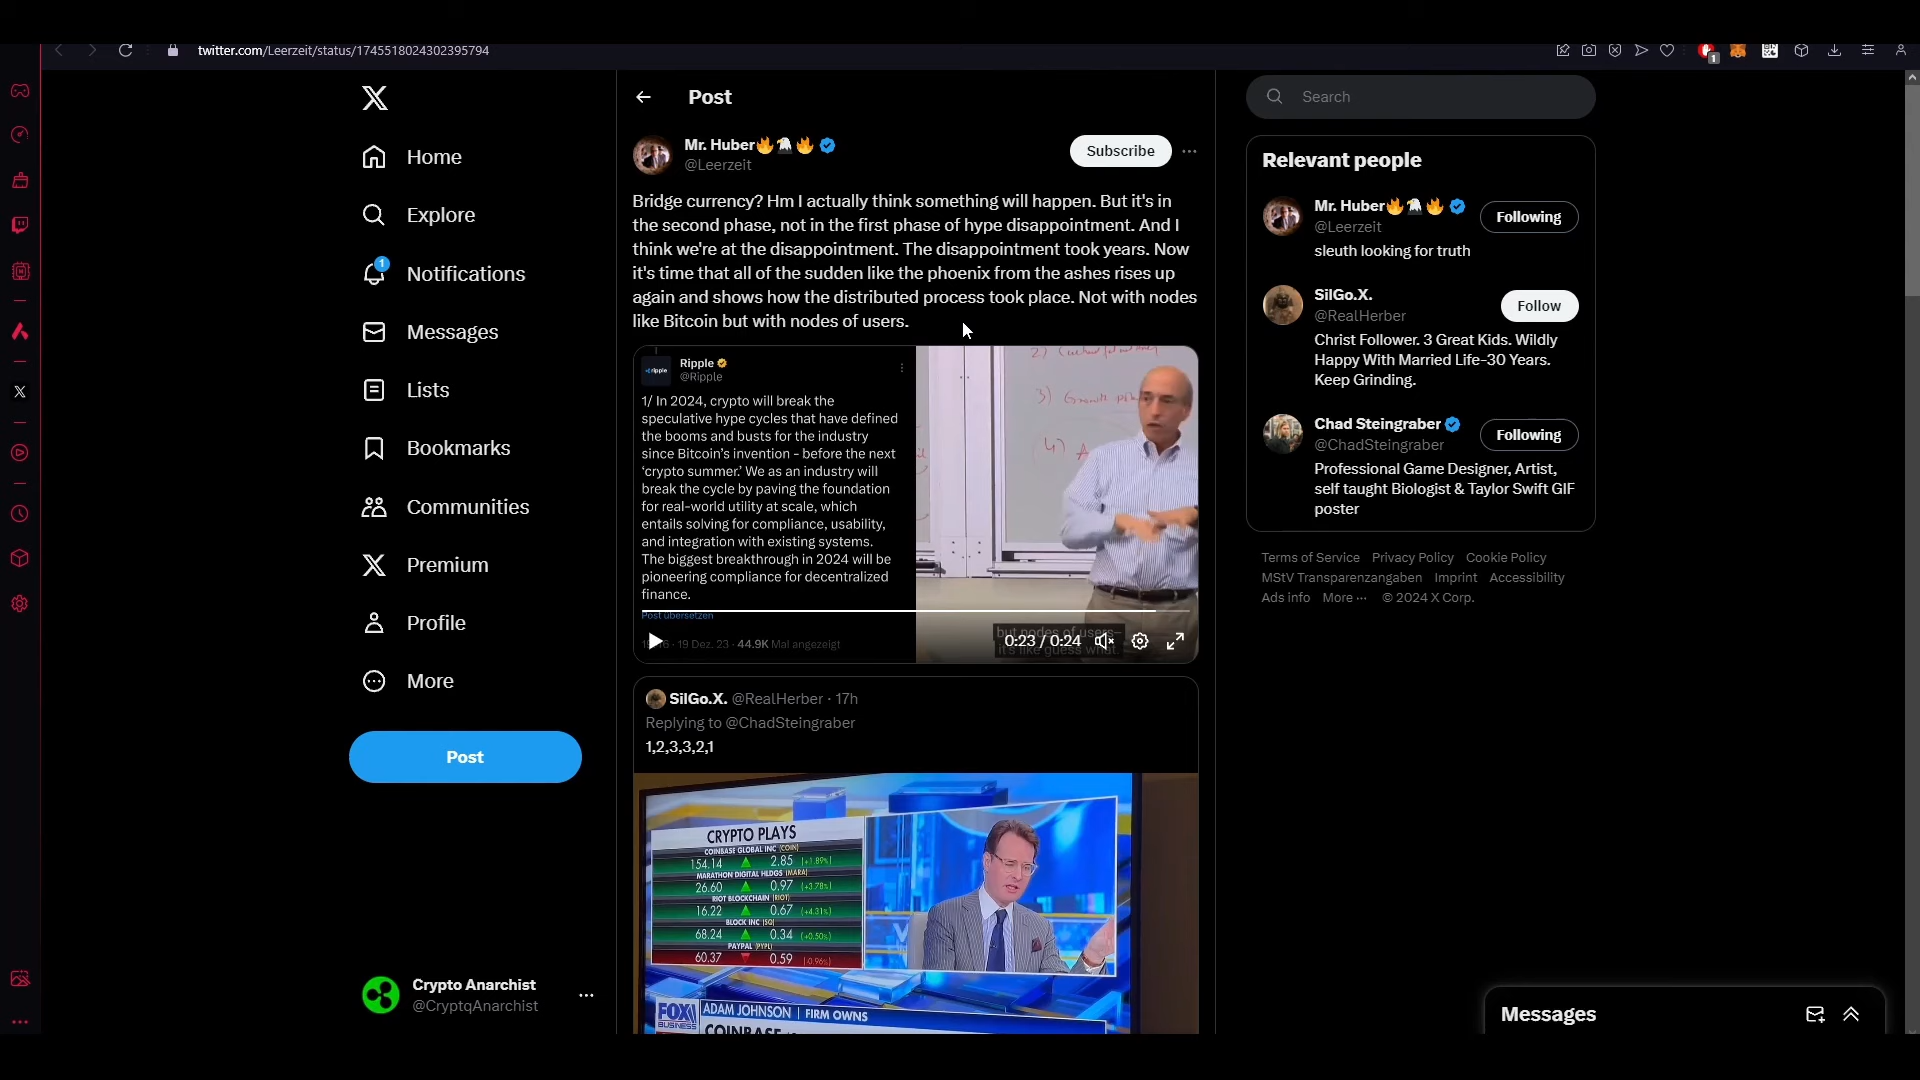 twitter.com/Leerzeit/status/1745518024302395794
1
Home
Explore
1
Notifications
Messages
Lists
Bookmarks
Communities
Premium
Profile
More
Post
Crypto Anarchist
@CryptqAnarchist
Post
Mr. Huber🔥🦅🔥
@Leerzeit
Subscribe
Bridge currency? Hm I actually think something will happen. But it's in
the second phase, not in the first phase of hype disappointment. And I
think we're at the disappointment. The disappointment took years. Now
it's time that all of the sudden like the phoenix from the ashes rises up
again and shows how the distributed process took place. Not with nodes
like Bitcoin but with nodes of users.
ripple
Ripple
@Ripple
1/ In 2024, crypto will break the
speculative hype cycles that have defined
the booms and busts for the industry
since Bitcoin's invention - before the next
'crypto summer.' We as an industry will
break the cycle by paving the foundation
for real-world utility at scale, which
entails solving for compliance, usability,
and integration with existing systems.
The biggest breakthrough in 2024 will be
pioneering compliance for decentralized
finance.
Post übersetzen
19 Dez. 23 · 44.9K Mal angezeigt
2)
3) Growth
4) A
but nodes of users--
it's like guess what.
0:23 / 0:24
SilGo.X. @RealHerber · 17h
Replying to @ChadSteingraber
1,2,3,3,2,1
CRYPTO PLAYS
COINBASE GLOBAL INC (COIN)
154.14 ▲ 2.85 (+1.89%)
MARATHON DIGITAL HLDGS (MARA)
26.60 ▲ 0.97 (+3.78%)
RIOT BLOCKCHAIN (RIOT)
16.22 ▲ 0.67 (+4.31%)
BLOCK INC (SQ)
68.24 ▲ 0.34 (+0.50%)
PAYPAL (PYPL)
60.37 ▼ 0.59 (-0.96%)
FOX
BUSINESS
ADAM JOHNSON | FIRM OWNS
COINBASE
Search
Relevant people
Mr. Huber🔥🦅🔥
@Leerzeit
Following
sleuth looking for truth
SilGo.X.
@RealHerber
Follow
Christ Follower. 3 Great Kids. Wildly
Happy With Married Life-30 Years.
Keep Grinding.
Chad Steingraber
@ChadSteingraber
Following
Professional Game Designer, Artist,
self taught Biologist & Taylor Swift GIF
poster
Terms of Service Privacy Policy Cookie Policy
MStV Transparenzangaben Imprint Accessibility
Ads info More ··· © 2024 X Corp.
Messages